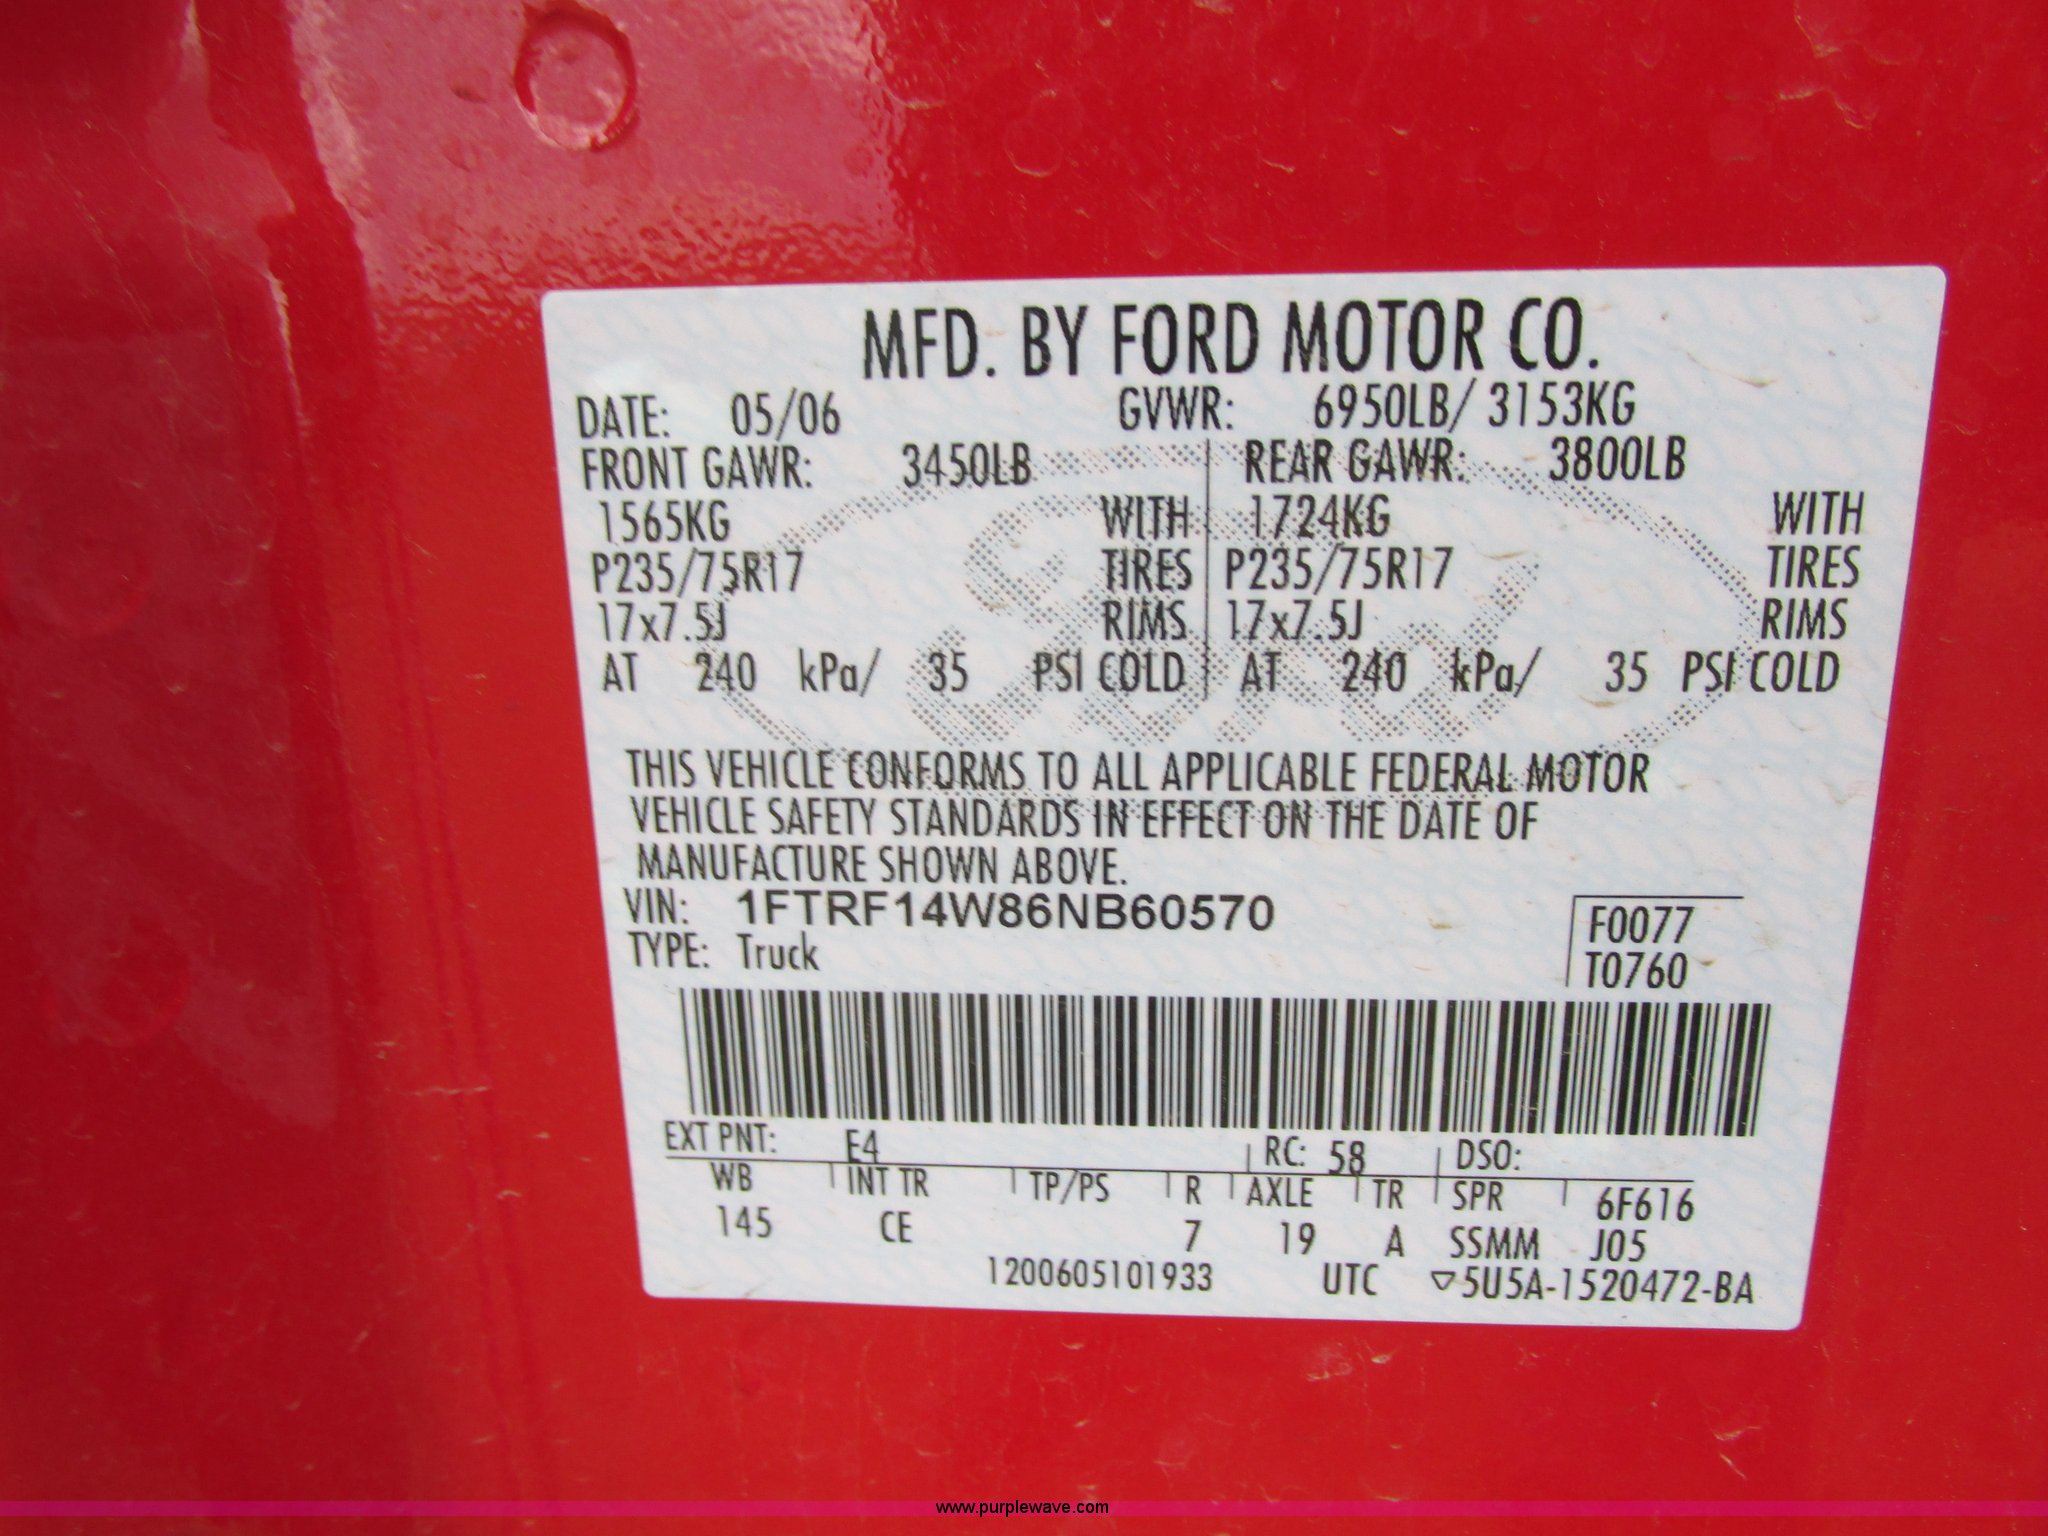 MFD. BY FORD MOTOR CO.
DATE: 05/06 GVWR: 6950LB/ 3153KG
FRONT GAWR: 3450LB REAR GAWR: 3800LB
1565KG WITH 1724KG WITH
P235/75R17 TIRES P235/75R17 TIRES
17x7.5J RIMS 17x7.5J RIMS
AT 240 kPa/ 35 PSI COLD AT 240 kPa/ 35 PSI COLD
Ford
THIS VEHICLE CONFORMS TO ALL APPLICABLE FEDERAL MOTOR
VEHICLE SAFETY STANDARDS IN EFFECT ON THE DATE OF
MANUFACTURE SHOWN ABOVE.
VIN: 1FTRF14W86NB60570 F0077
TYPE: Truck T0760
EXT PNT: E4 RC: 58 DSO:
WB INT TR TP/PS R AXLE TR SPR 6F616
145 CE 7 19 A SSMM J05
1200605101933 UTC ▽5U5A-1520472-BA
www.purplewave.com